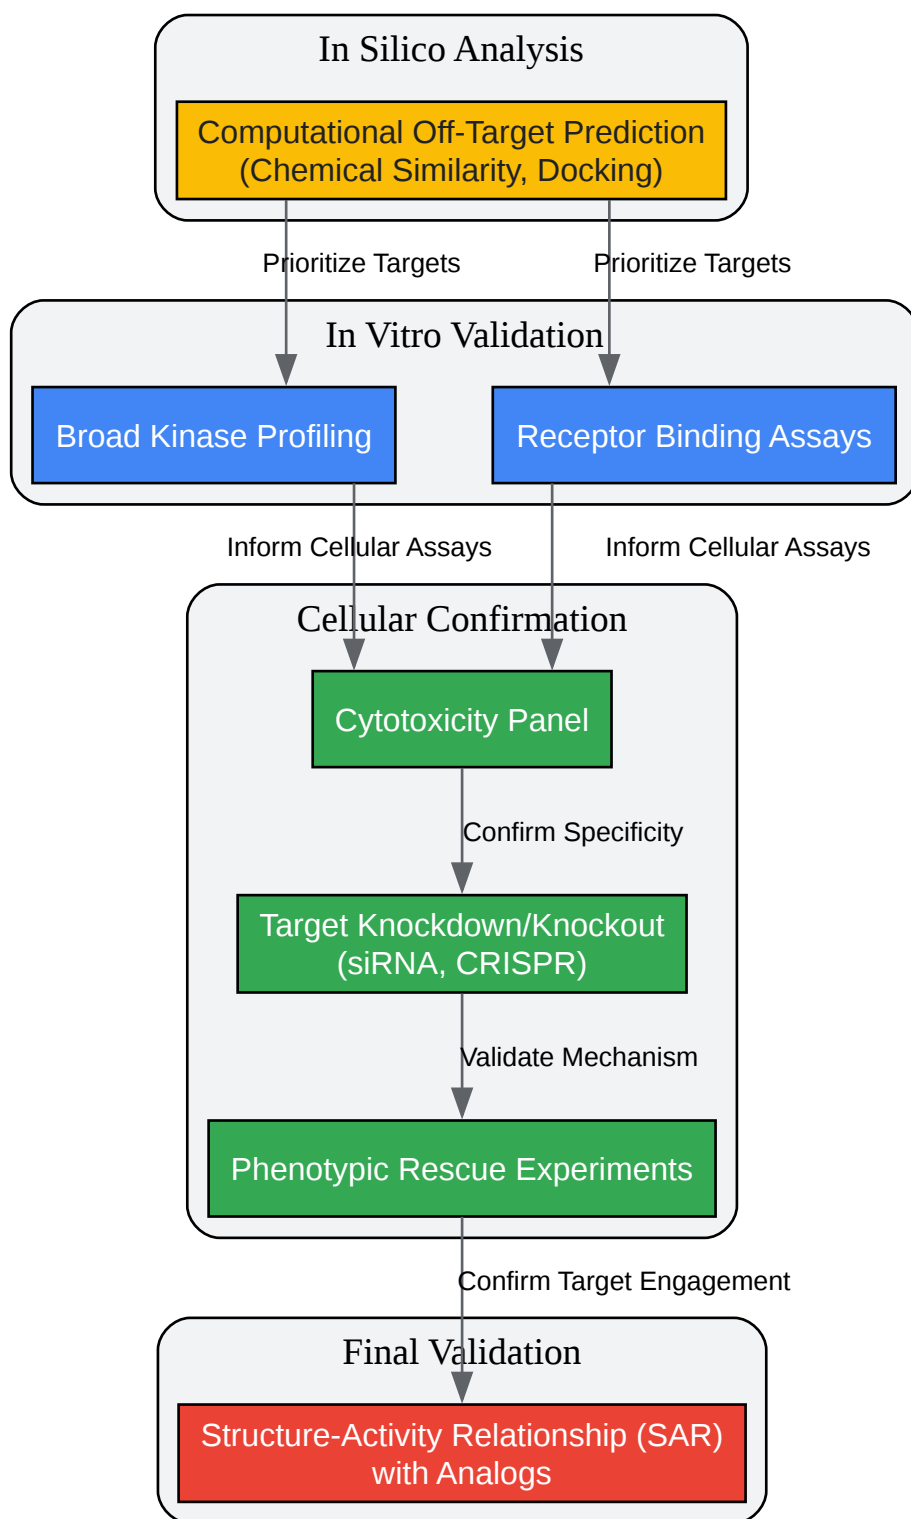 In Silico Analysis
Computational Off-Target Prediction
(Chemical Similarity, Docking)
Prioritize Targets
Prioritize Targets
In Vitro Validation
Broad Kinase Profiling
Receptor Binding Assays
Inform Cellular Assays
Inform Cellular Assays
Cellular Confirmation
Cytotoxicity Panel
Confirm Specificity
Target Knockdown/Knockout
(siRNA, CRISPR)
Validate Mechanism
Phenotypic Rescue Experiments
Confirm Target Engagement
Final Validation
Structure-Activity Relationship (SAR)
with Analogs